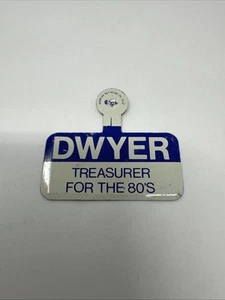 DWYER
TREASURER
FOR THE 80'S